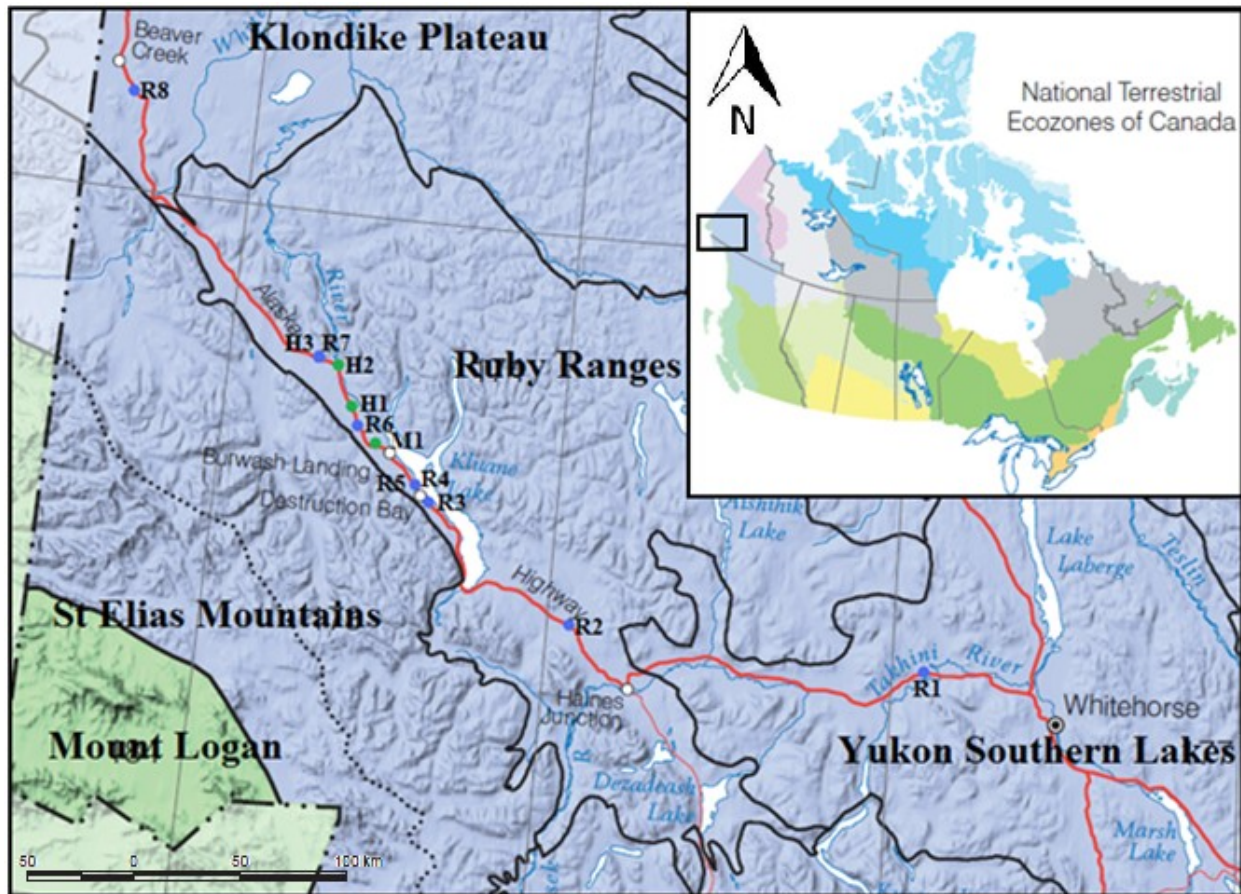 Klondike Plateau
Beaver
Creek
White
R8
N
National Terrestrial
Ecozones of Canada
River
Alaska
H3
R7
H2
Ruby Ranges
H1
R6
M1
Burwash Landing
Kluane
Lake
R4
R5
R3
Destruction Bay
Aishihik
Lake
Lake
Laberge
Teslin
Highway
St Elias Mountains
R2
Takhini
River
R1
Haines
Junction
Whitehorse
Mount Logan
Yukon Southern Lakes
Dezadeash
Lake
R
Marsh
Lake
50
0
50
100 km